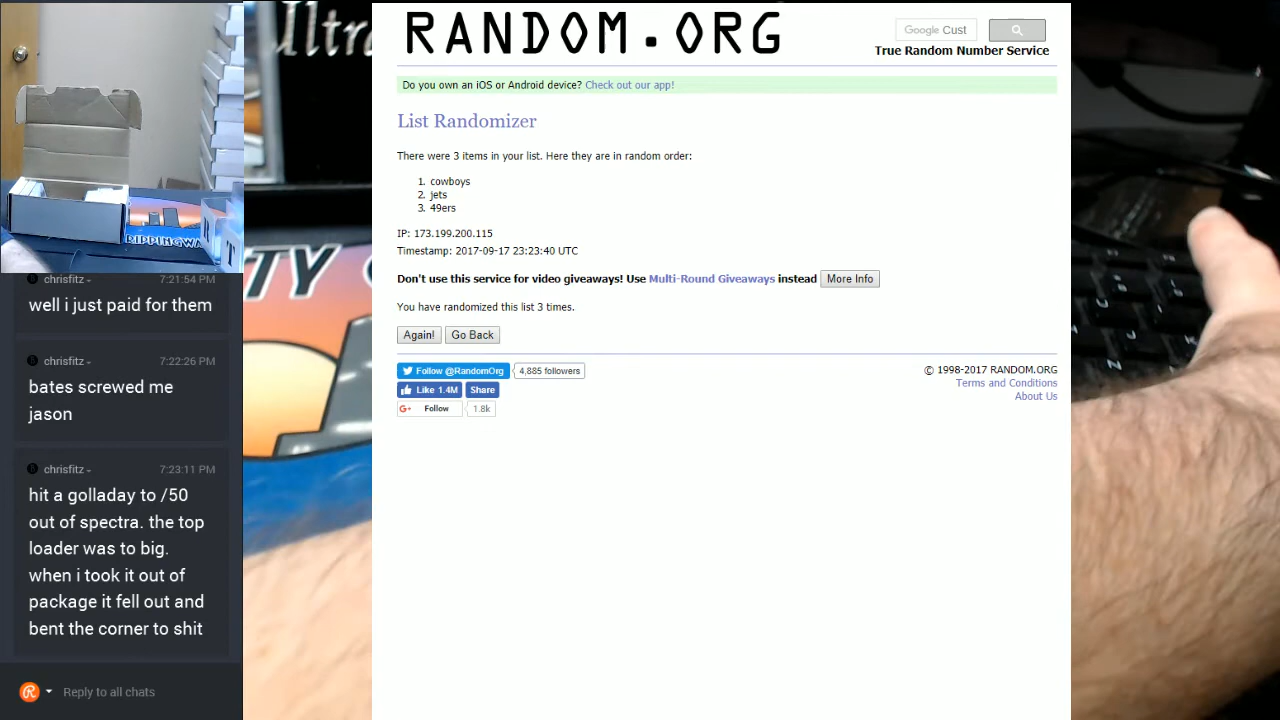 RIPPINGWA
T
chrisfitz
7:21:54 PM
well i just paid for them
chrisfitz
7:22:26 PM
bates screwed me
jason
chrisfitz
7:23:11 PM
hit a golladay to /50
out of spectra. the top
loader was to big.
when i took it out of
package it fell out and
bent the corner to shit
Reply to all chats
Ultra
TY
RANDOM.ORG
Google Cust
True Random Number Service
Do you own an iOS or Android device? Check out our app!
List Randomizer
There were 3 items in your list. Here they are in random order:
1. cowboys
2. jets
3. 49ers
IP: 173.199.200.115
Timestamp: 2017-09-17 23:23:40 UTC
Don't use this service for video giveaways! Use Multi-Round Giveaways instead More Info
You have randomized this list 3 times.
Again! Go Back
Follow @RandomOrg 4,885 followers
Like 1.4M Share
G+ Follow 1.8k
© 1998-2017 RANDOM.ORG
Terms and Conditions
About Us